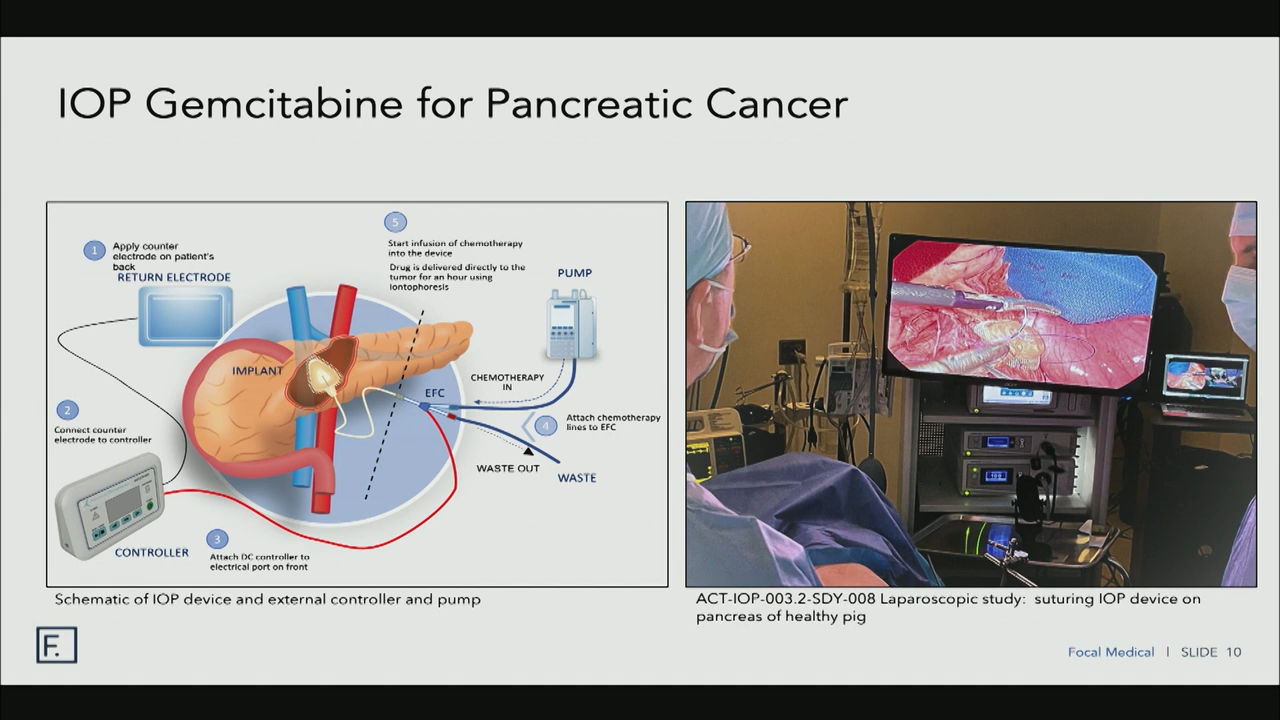 IOP Gemcitabine for Pancreatic Cancer
1
Apply counter
electrode on patient's
back
RETURN ELECTRODE
5
Start infusion of chemotherapy
into the device
Drug is delivered directly to the
tumor for an hour using
Iontophoresis
PUMP
IMPLANT
CHEMOTHERAPY
IN
EFC
2
Connect counter
electrode to controller
4
Attach chemotherapy
lines to EFC
WASTE OUT
WASTE
CONTROLLER
3
Attach DC controller to
electrical port on front
Schematic of IOP device and external controller and pump
ACT-IOP-003.2-SDY-008 Laparoscopic study: suturing IOP device on
pancreas of healthy pig
F.
Focal Medical | SLIDE 10